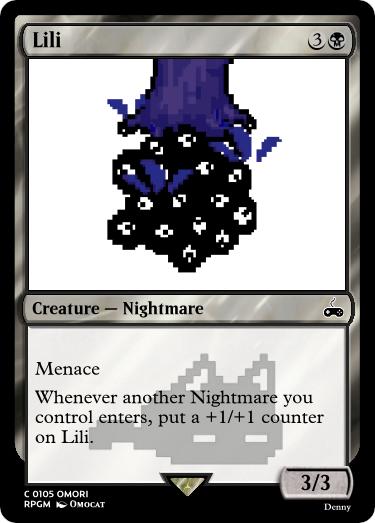 Lili 3
Creature — Nightmare
Menace
Whenever another Nightmare you
control enters, put a +1/+1 counter
on Lili.
3/3
C 0105 OMORI
RPGM OMOCAT
Denny